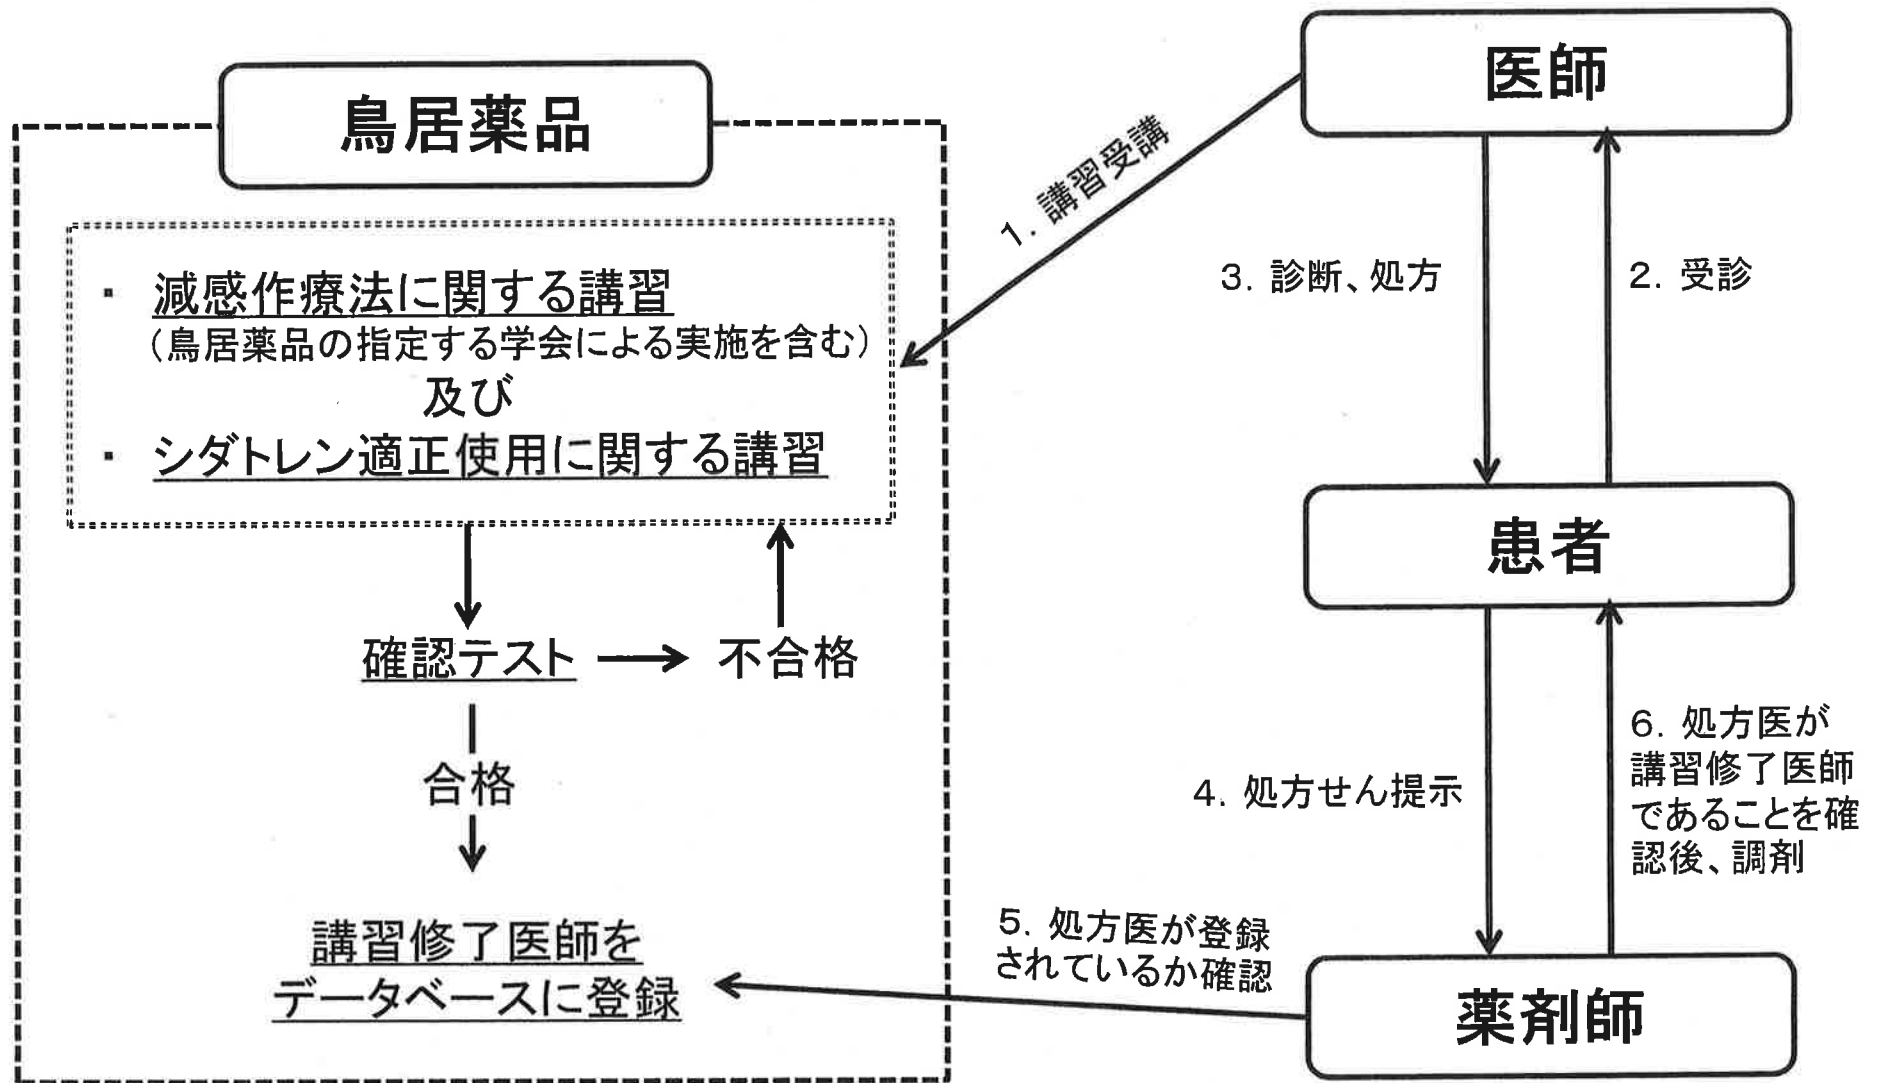 鳥居薬品
・ 減感作療法に関する講習
（鳥居薬品の指定する学会による実施を含む）
及び
・ シダトレン適正使用に関する講習
確認テスト
不合格
合格
講習修了医師を
データベースに登録
医師
1. 講習受講
3. 診断、処方
2. 受診
患者
4. 処方せん提示
6. 処方医が
講習修了医師
であることを確
認後、調剤
5. 処方医が登録
されているか確認
薬剤師